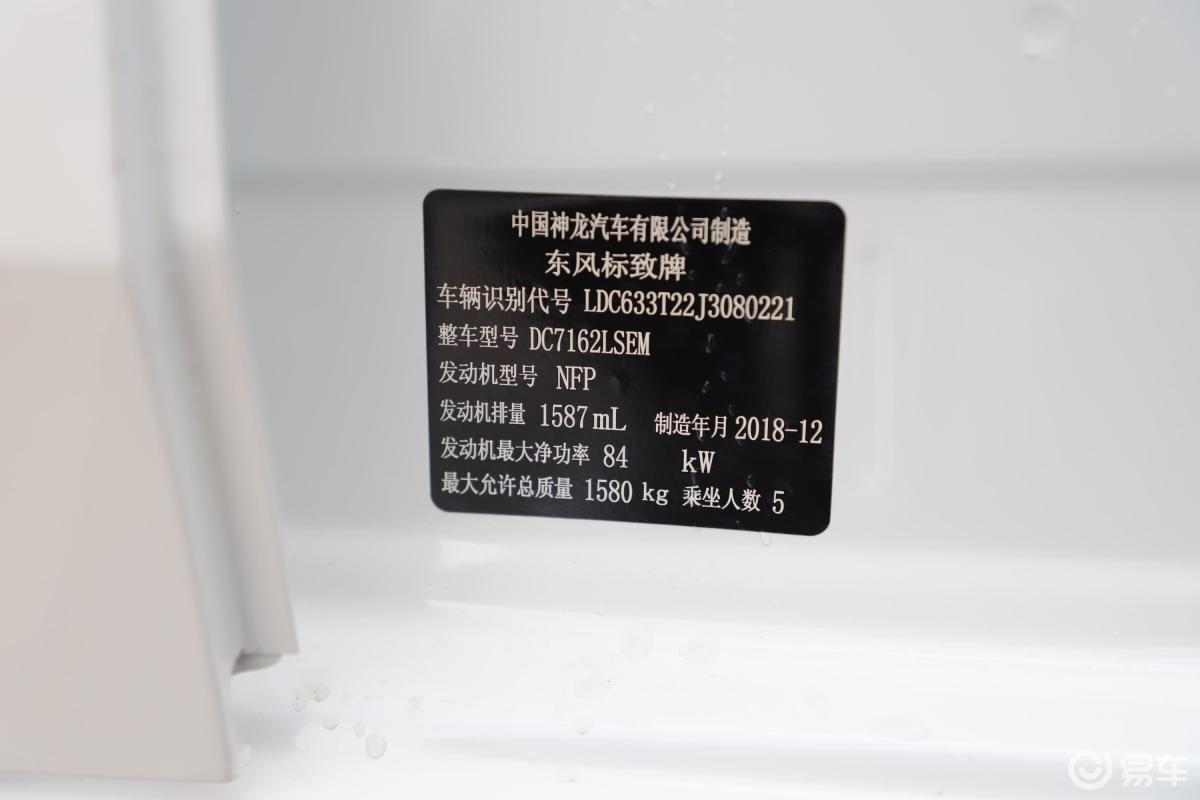 中国神龙汽车有限公司制造
东风标致牌
车辆识别代号 LDC633T22J3080221
整车型号 DC7162LSEM
发动机型号 NFP
发动机排量 1587 mL 制造年月 2018-12
发动机最大净功率 84 kW
最大允许总质量 1580 kg 乘坐人数 5
易车